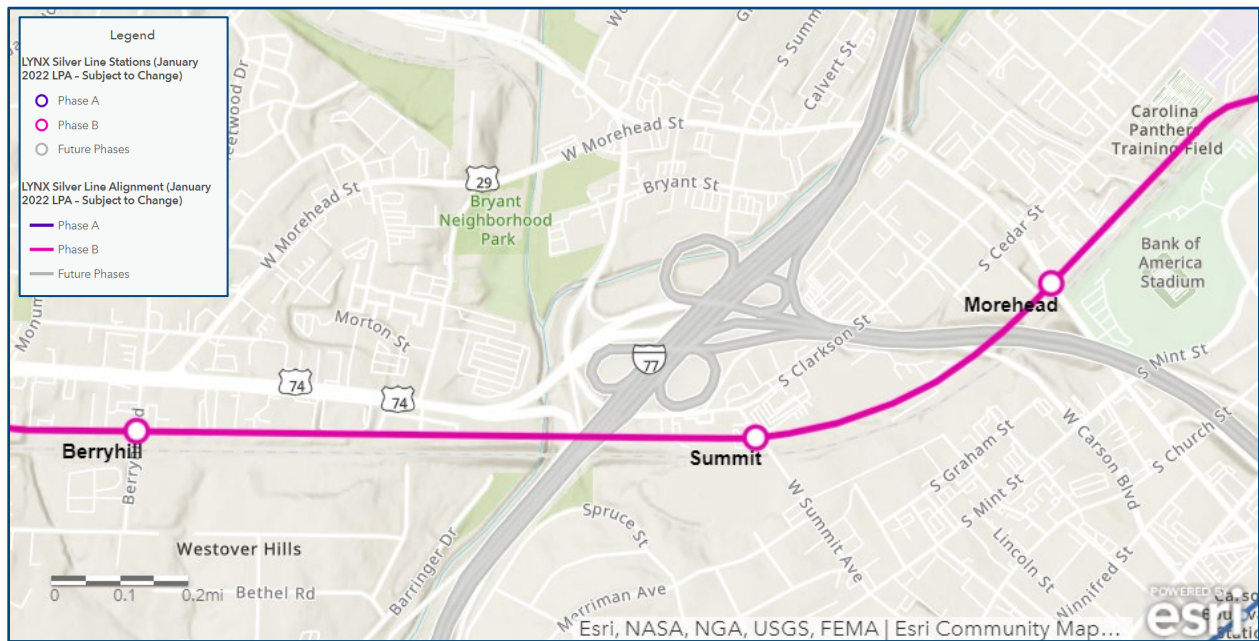 Legend
LYNX Silver Line Stations (January
2022 LPA – Subject to Change)
Phase A
Phase B
Future Phases
LYNX Silver Line Alignment (January
2022 LPA – Subject to Change)
Phase A
Phase B
Future Phases
S Summ
Calvert St
W Morehead St
29
Bryant St
Bryant
Neighborhood
Park
W Morehead St
Carolina
Panthers
Training Field
S Cedar St
Bank of
America
Stadium
Morehead
Monum
Morton St
77
S Clarkson St
S Mint St
74
74
Berryhill
Summit
W Carson Blvd
S Church St
S Graham St
S Mint St
W Summit Ave
Lincoln St
Winnifred St
Spruce St
Barringer Dr
Westover Hills
Bethel Rd
Merriman Ave
0 0.1 0.2mi
POWERED BY
esri
Esri, NASA, NGA, USGS, FEMA | Esri Community Map...